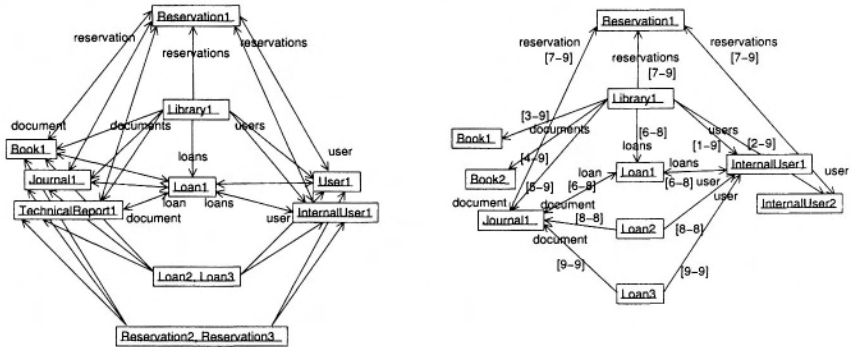 Reservation1
reservation
reservations
reservations
Library1
document
documents
users
Book1
loans
user
Journal1
Loan1
User1
TechnicalReport1
loan
loans
InternalUser1
document
user
Loan2, Loan3
Reservation2, Reservation3
Reservation1
reservation
[7-9]
reservations
[7-9]
reservations
[7-9]
Library1
[3-9]
Book1
documents
[6-8]
users
[1-9]
[2-9]
[4-9]
loans
loans
InternalUser1
user
Book2
loan
[6-8]
Loan1
[6-8]
user
[5-9]
InternalUser2
document
document
user
Journal1
[8-8]
Loan2
[8-8]
document
[9-9]
[9-9]
Loan3